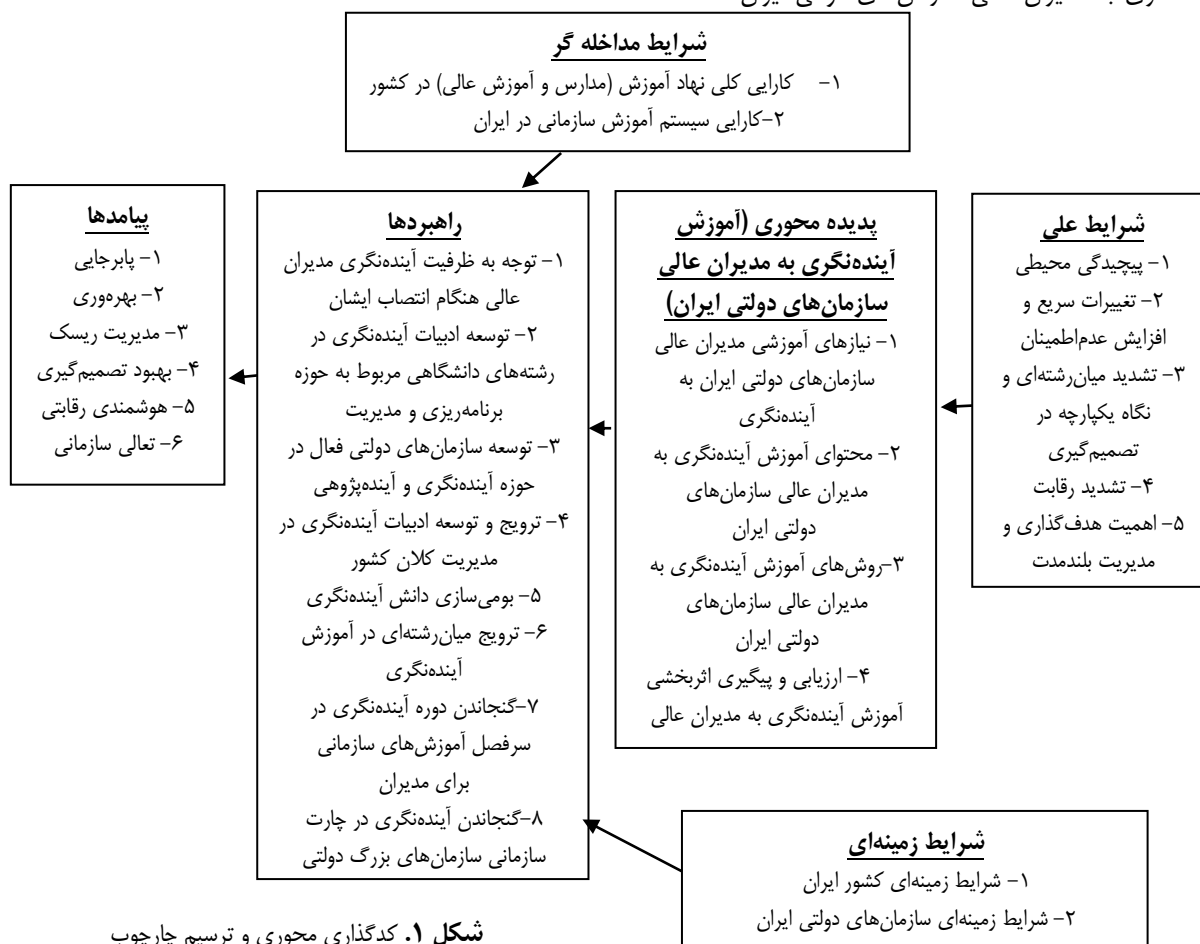 شرایط مداخله گر
۱- کارایی کلی نهاد آموزش (مدارس و آموزش عالی) در کشور
۲-کارایی سیستم آموزش سازمانی در ایران
شرایط علی
۱- پیچیدگی محیطی
۲- تغییرات سریع و
افزایش عدم‌اطمینان
۳- تشدید میان‌رشته‌ای و
نگاه یکپارچه در
تصمیم‌گیری
۴- تشدید رقابت
۵- اهمیت هدف‌گذاری و
مدیریت بلندمدت
پدیده محوری (آموزش
آینده‌نگری به مدیران عالی
سازمان‌های دولتی ایران)
۱- نیازهای آموزشی مدیران عالی
سازمان‌های دولتی ایران به
آینده‌نگری
۲- محتوای آموزش آینده‌نگری به
مدیران عالی سازمان‌های
دولتی ایران
۳-روش‌های آموزش آینده‌نگری به
مدیران عالی سازمان‌های
دولتی ایران
۴- ارزیابی و پیگیری اثربخشی
آموزش آینده‌نگری به مدیران عالی
راهبردها
۱- توجه به ظرفیت آینده‌نگری مدیران
عالی هنگام انتصاب ایشان
۲- توسعه ادبیات آینده‌نگری در
رشته‌های دانشگاهی مربوط به حوزه
برنامه‌ریزی و مدیریت
۳- توسعه سازمان‌های دولتی فعال در
حوزه آینده‌نگری و آینده‌پژوهی
۴- ترویج و توسعه ادبیات آینده‌نگری در
مدیریت کلان کشور
۵- بومی‌سازی دانش آینده‌نگری
۶- ترویج میان‌رشته‌ای در آموزش
آینده‌نگری
۷-گنجاندن دوره آینده‌نگری در
سرفصل آموزش‌های سازمانی
برای مدیران
۸-گنجاندن آینده‌نگری در چارت
سازمانی سازمان‌های بزرگ دولتی
پیامدها
۱- پابرجایی
۲- بهره‌وری
۳- مدیریت ریسک
۴- بهبود تصمیم‌گیری
۵- هوشمندی رقابتی
۶- تعالی سازمانی
شرایط زمینه‌ای
۱- شرایط زمینه‌ای کشور ایران
۲- شرایط زمینه‌ای سازمان‌های دولتی ایران
شکل ۱. کدگذاری محوری و ترسیم چارچوب